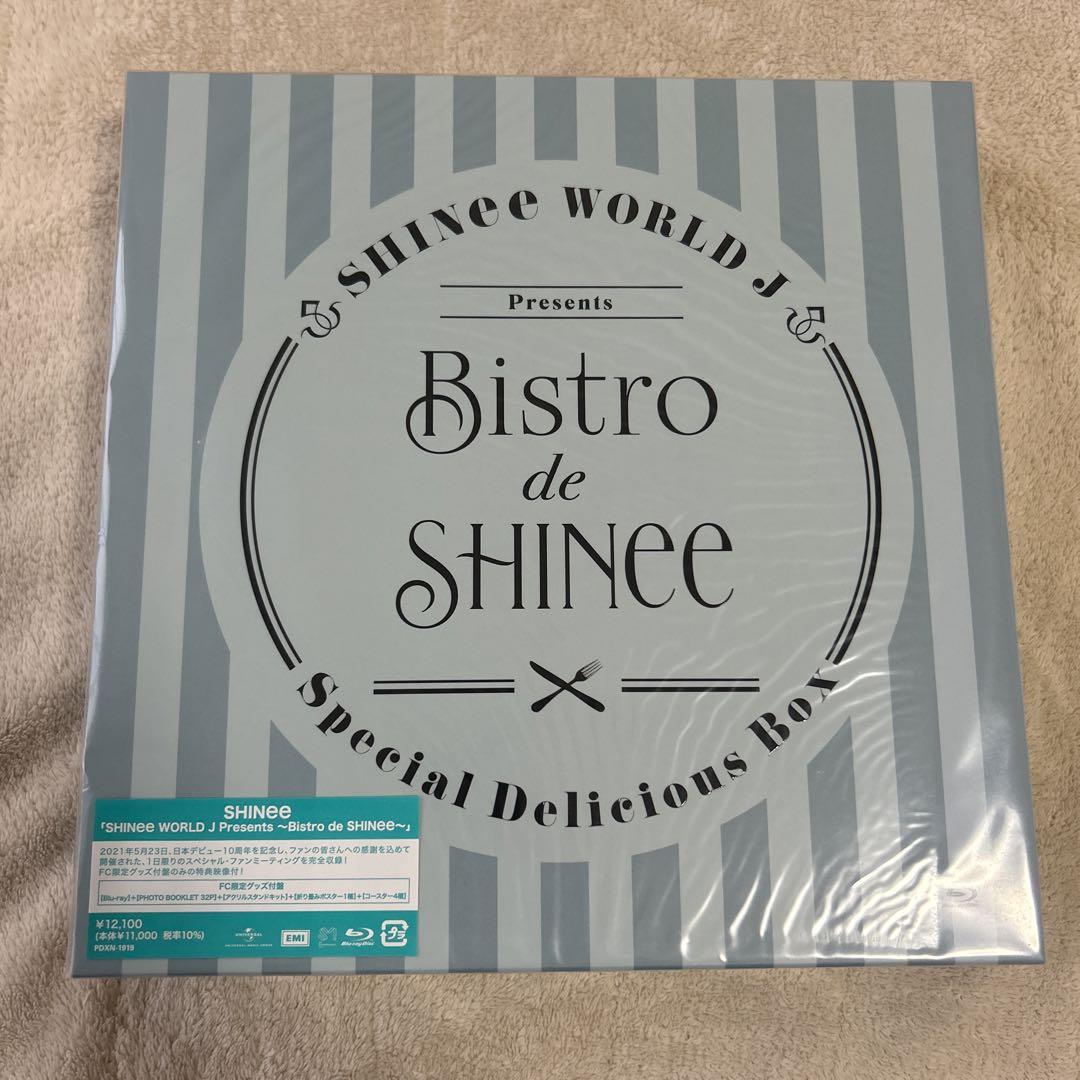 SHINee WORLD J
Presents
Bistro
de
SHINee
Special Delicious Box
SHINee
「SHINee WORLD J Presents ～Bistro de SHINee～」
2021年5月23日、日本デビュー10周年を記念し、ファンの皆さんへの感謝を込めて
開催された、1日限りのスペシャル・ファンミーティングを完全収録！
FC限定グッズ付盤のみの特典映像付！
FC限定グッズ付盤
【Blu-ray】+【PHOTO BOOKLET 32P】+【アクリルスタンドキット】+【折り畳みポスター1種】+【コースター4種】
¥12,100
(本体¥11,000 税率10%)
PDXN-1919
UNIVERSAL
UNIVERSAL MUSIC GROUP
EMI
Blu-ray Disc
プラ